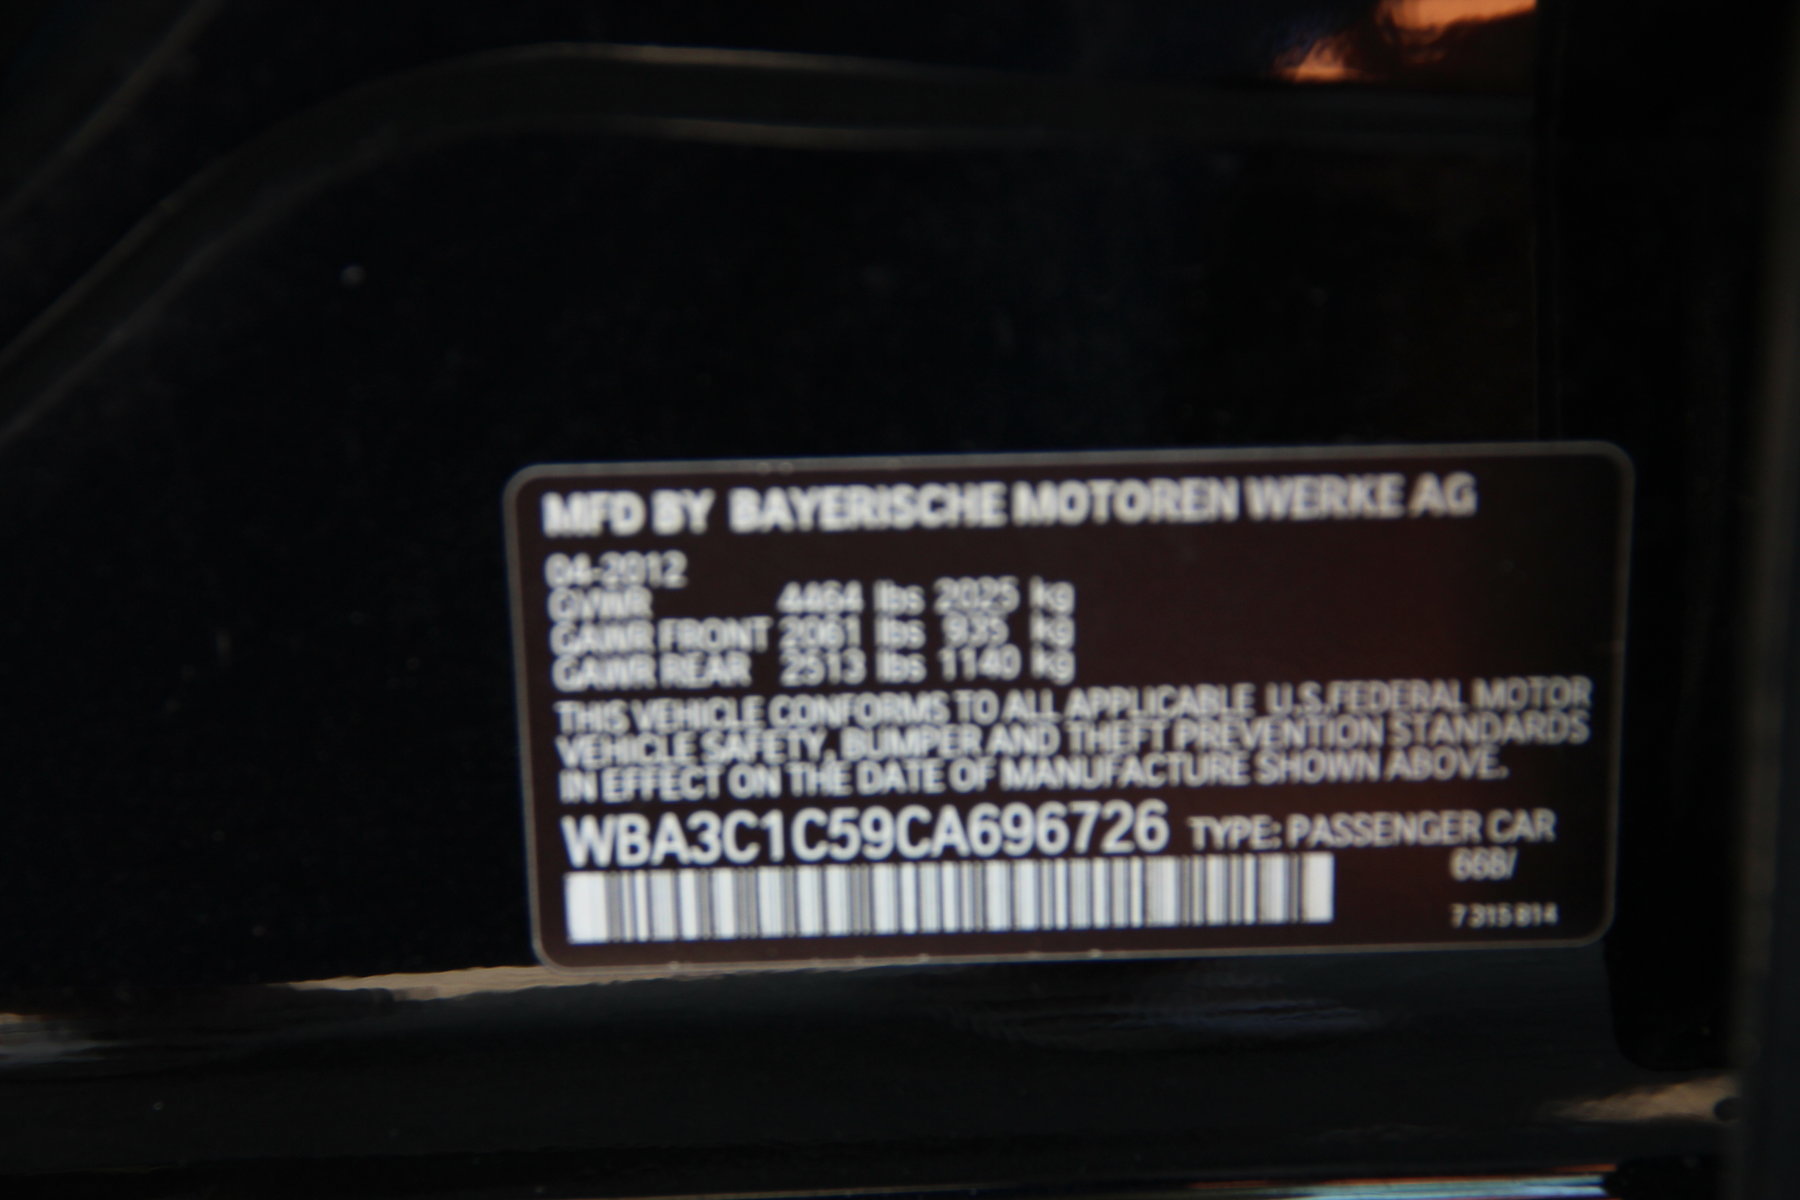 MFD BY BAYERISCHE MOTOREN WERKE AG
04-2012
GVWR 4464 lbs 2025 kg
GAWR FRONT 2061 lbs 935 kg
GAWR REAR 2513 lbs 1140 kg
THIS VEHICLE CONFORMS TO ALL APPLICABLE U.S.FEDERAL MOTOR
VEHICLE SAFETY, BUMPER AND THEFT PREVENTION STANDARDS
IN EFFECT ON THE DATE OF MANUFACTURE SHOWN ABOVE.
WBA3C1C59CA696726 TYPE: PASSENGER CAR
668/
7 315 814